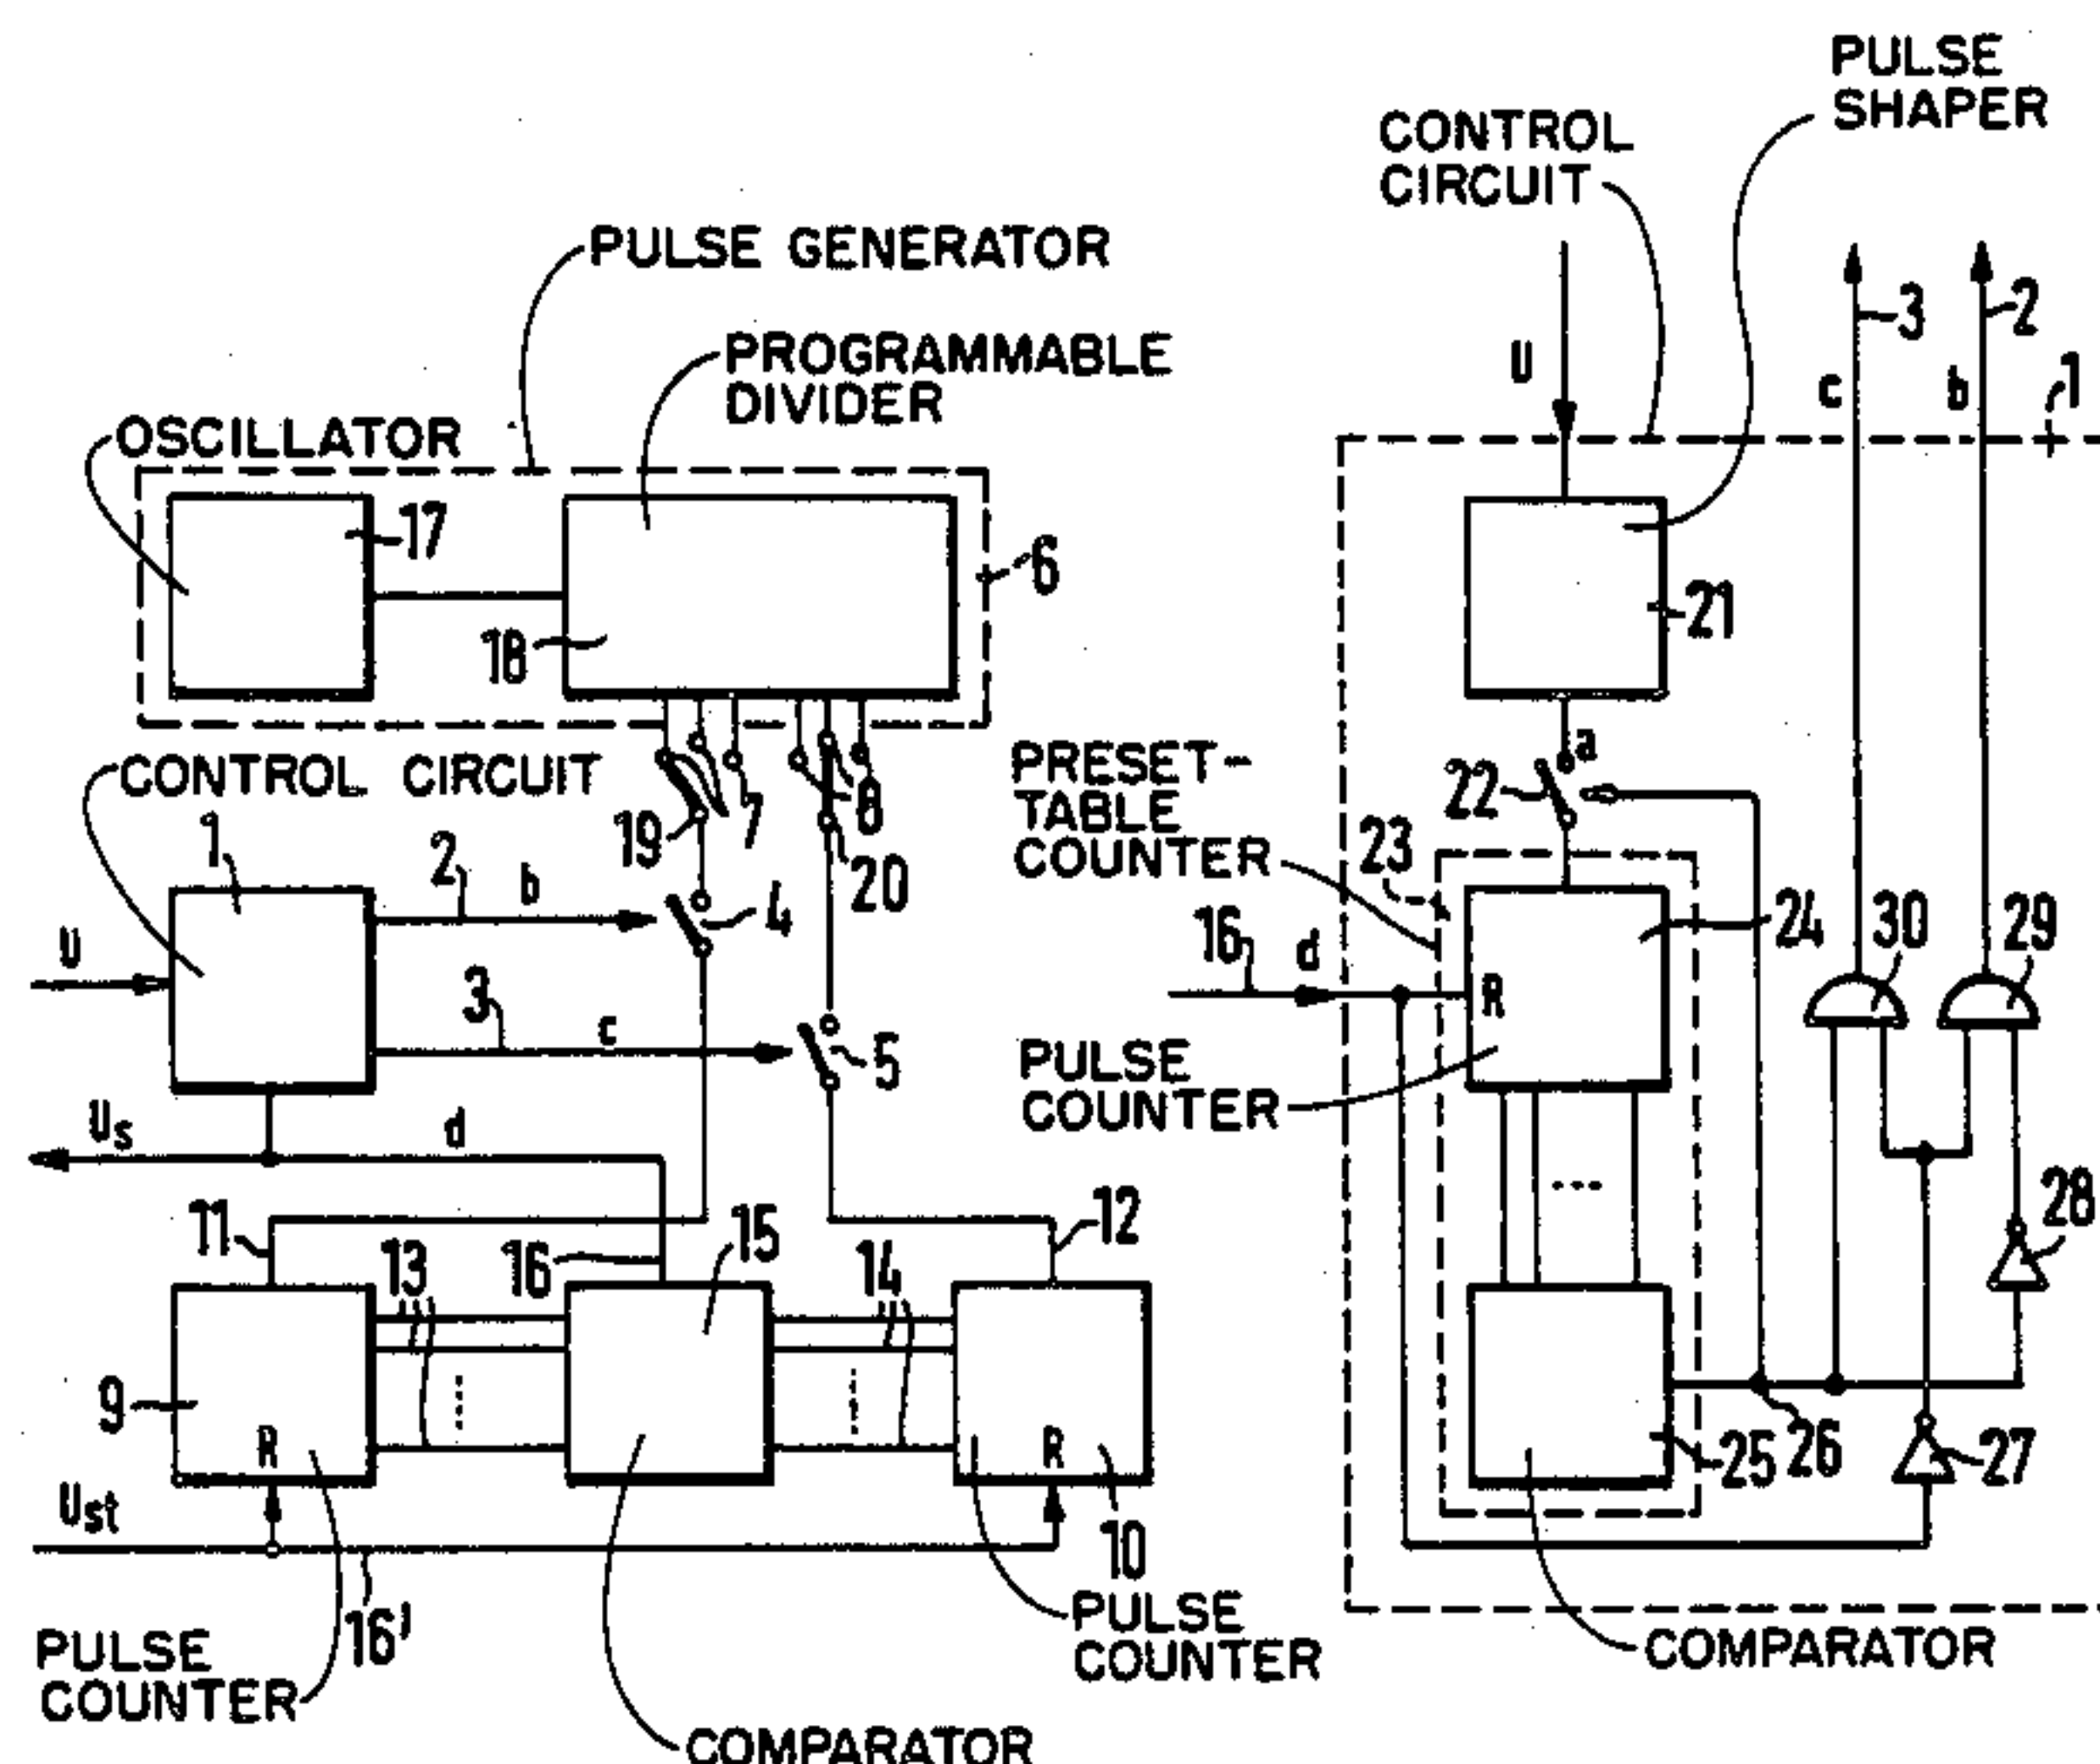 PULSE GENERATOR
PROGRAMMABLE
DIVIDER
OSCILLATOR
17
18
6
CONTROL CIRCUIT
1
2
b
19
7
8
20
4
U
3
c
5
Us
d
11
13
16
15
14
12
9
R
R
10
Ust
16'
PULSE
COUNTER
COMPARATOR
PULSE
COUNTER
PULSE
SHAPER
CONTROL
CIRCUIT
U
c
3
b
2
1
21
a
22
PRESET-
TABLE
COUNTER
23
16
d
R
24
30
29
PULSE
COUNTER
28
25
26
27
COMPARATOR